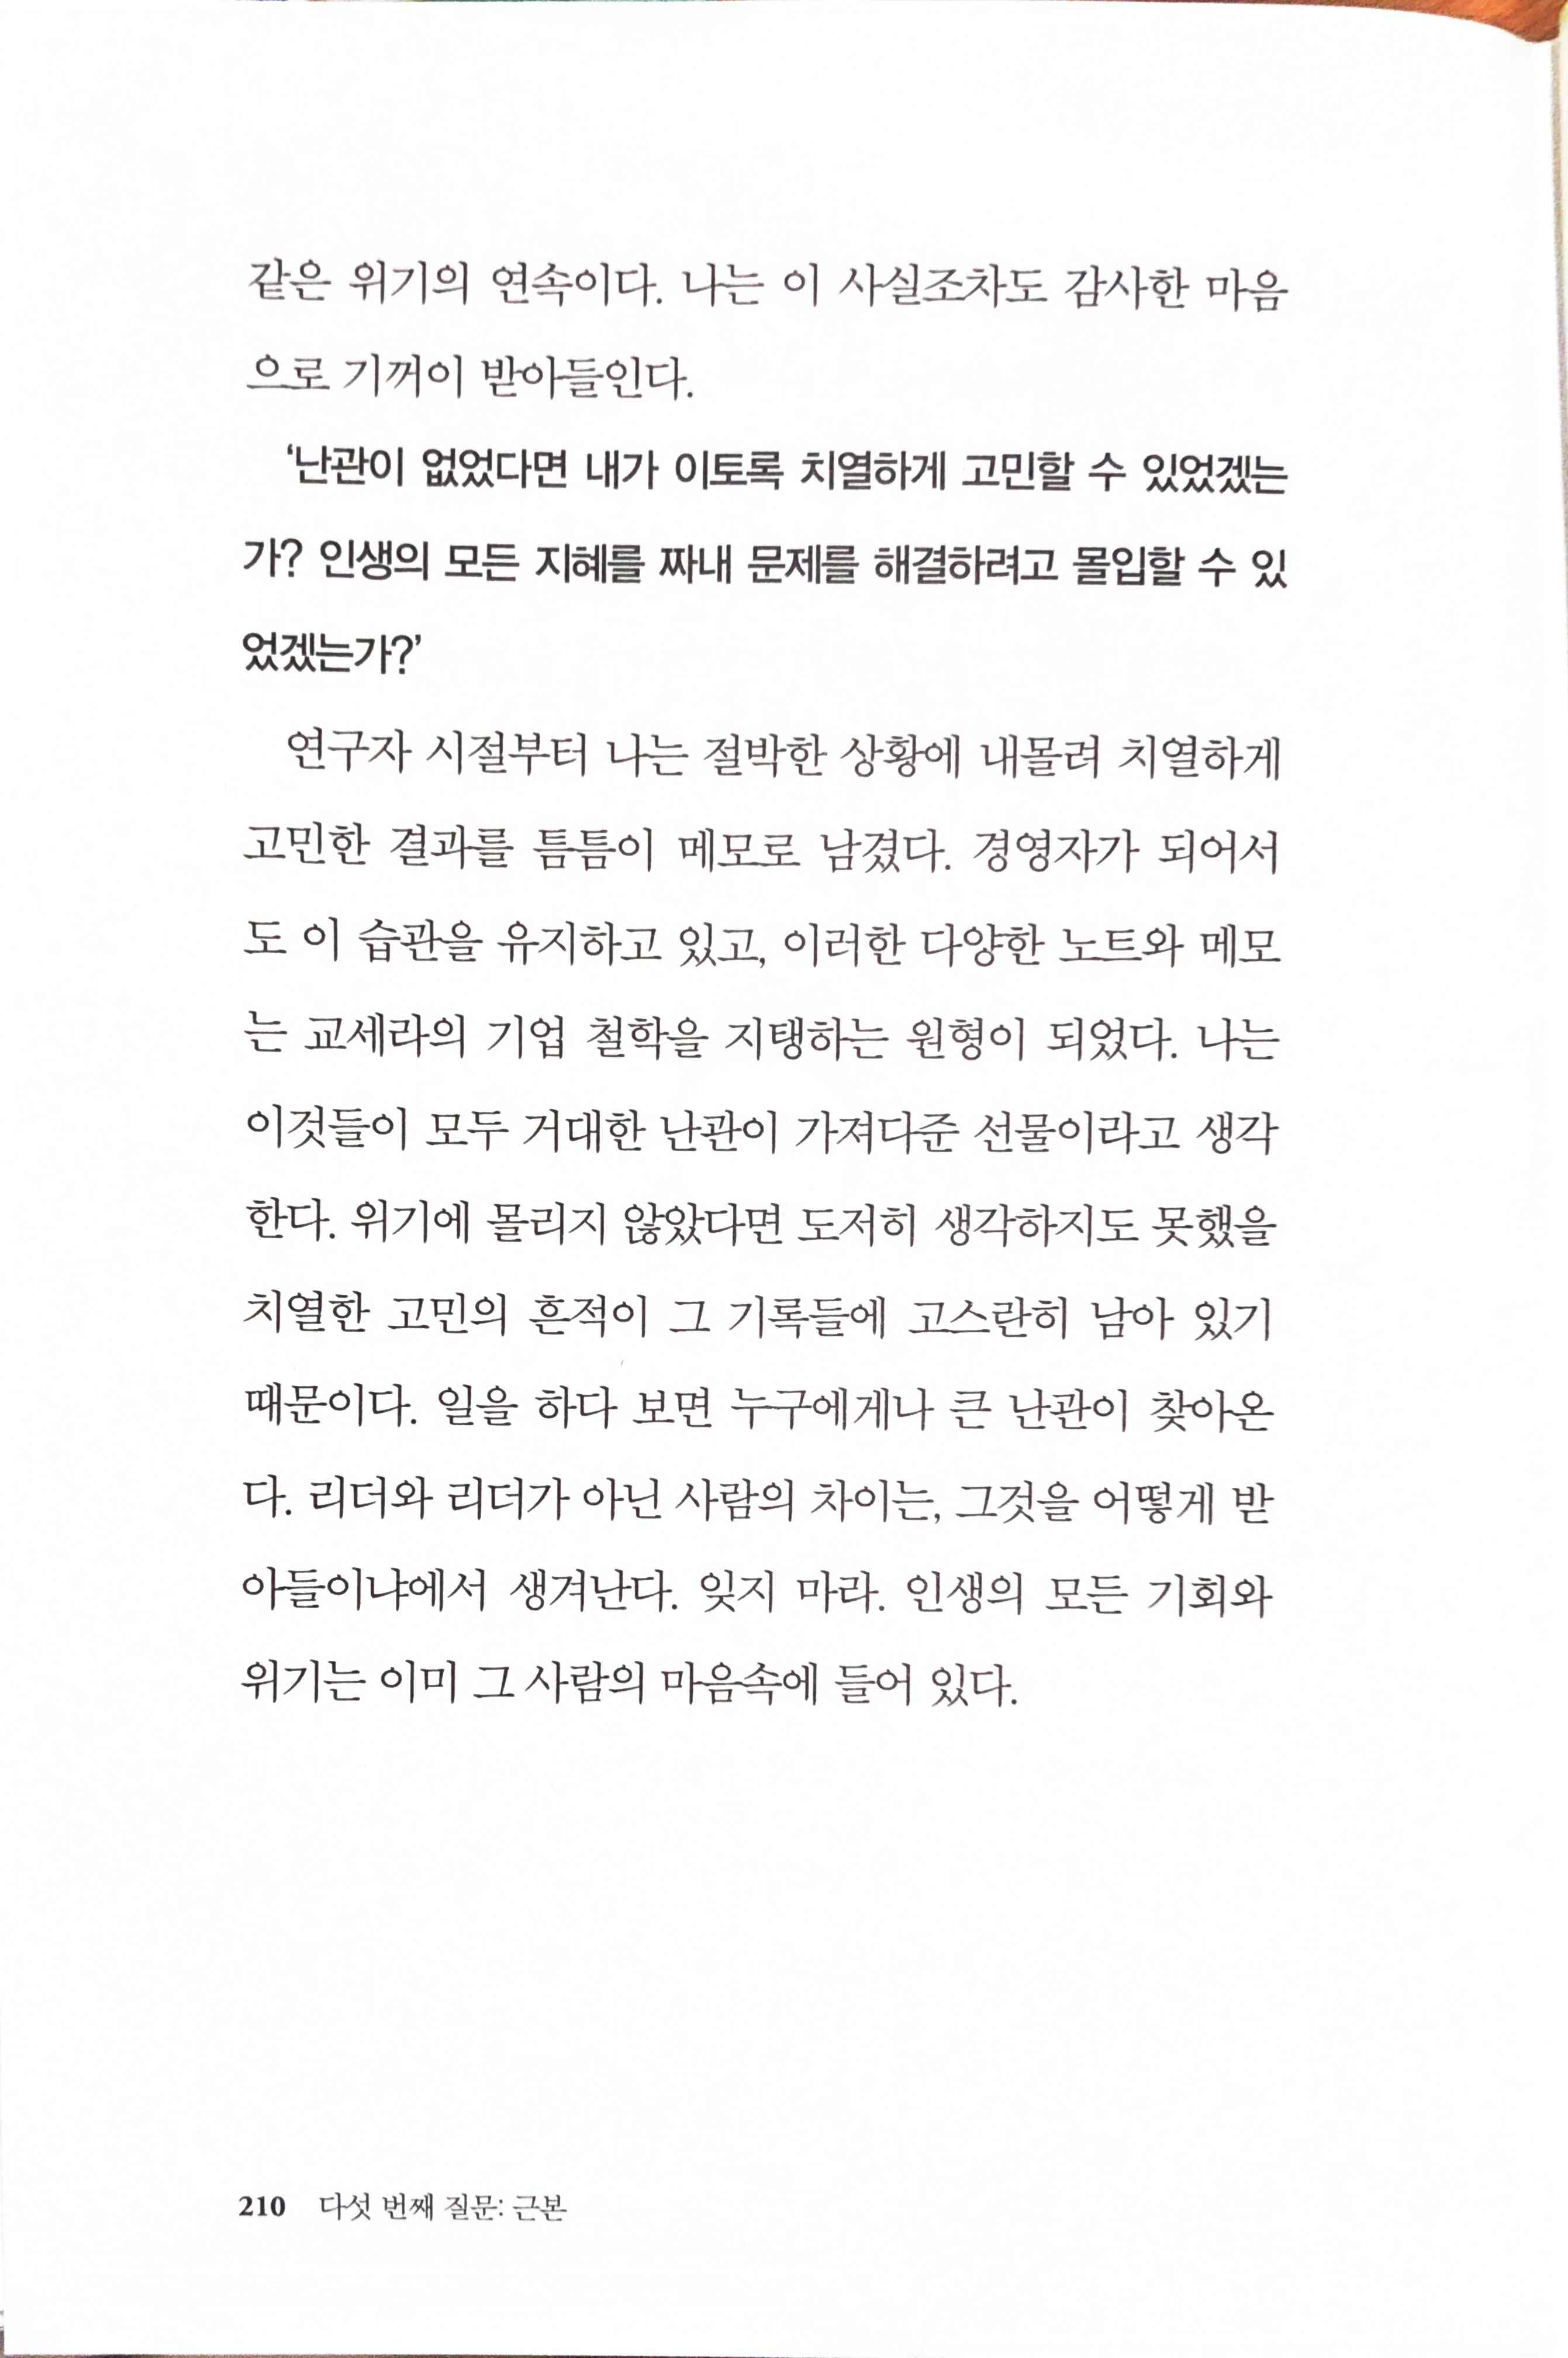 같은 위기의 연속이다. 나는 이 사실조차도 감사한 마음
으로 기꺼이 받아들인다.
‘난관이 없었다면 내가 이토록 치열하게 고민할 수 있었겠는
가? 인생의 모든 지혜를 짜내 문제를 해결하려고 몰입할 수 있
었겠는가?’
연구자 시절부터 나는 절박한 상황에 내몰려 치열하게
고민한 결과를 틈틈이 메모로 남겼다. 경영자가 되어서
도 이 습관을 유지하고 있고, 이러한 다양한 노트와 메모
는 교세라의 기업 철학을 지탱하는 원형이 되었다. 나는
이것들이 모두 거대한 난관이 가져다준 선물이라고 생각
한다. 위기에 몰리지 않았다면 도저히 생각하지도 못했을
치열한 고민의 흔적이 그 기록들에 고스란히 남아 있기
때문이다. 일을 하다 보면 누구에게나 큰 난관이 찾아온
다. 리더와 리더가 아닌 사람의 차이는, 그것을 어떻게 받
아들이냐에서 생겨난다. 잊지 마라. 인생의 모든 기회와
위기는 이미 그 사람의 마음속에 들어 있다.
210 다섯 번째 질문: 근본